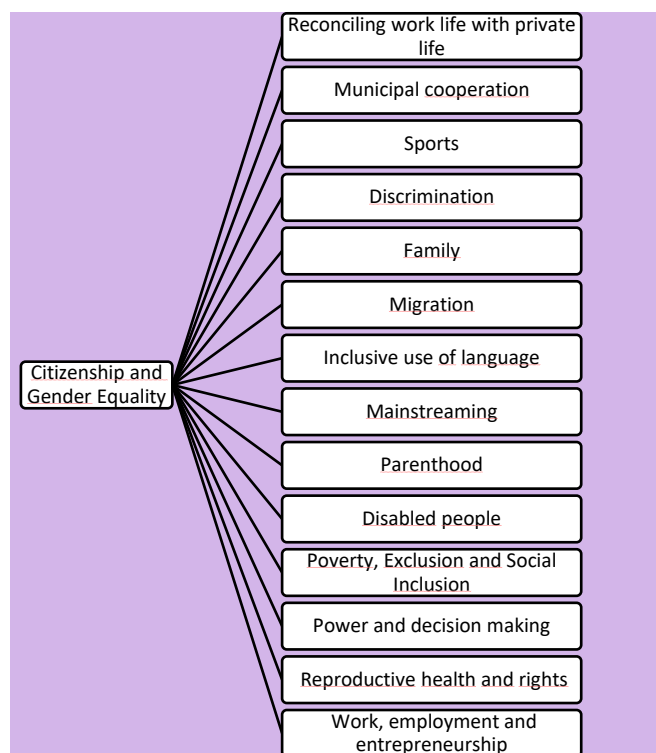 Reconciling work life with private
life
Municipal cooperation
Sports
Discrimination
Family
Migration
Inclusive use of language
Citizenship and
Gender Equality
Mainstreaming
Parenthood
Disabled people
Poverty, Exclusion and Social
Inclusion
Power and decision making
Reproductive health and rights
Work, employment and
entrepreneurship